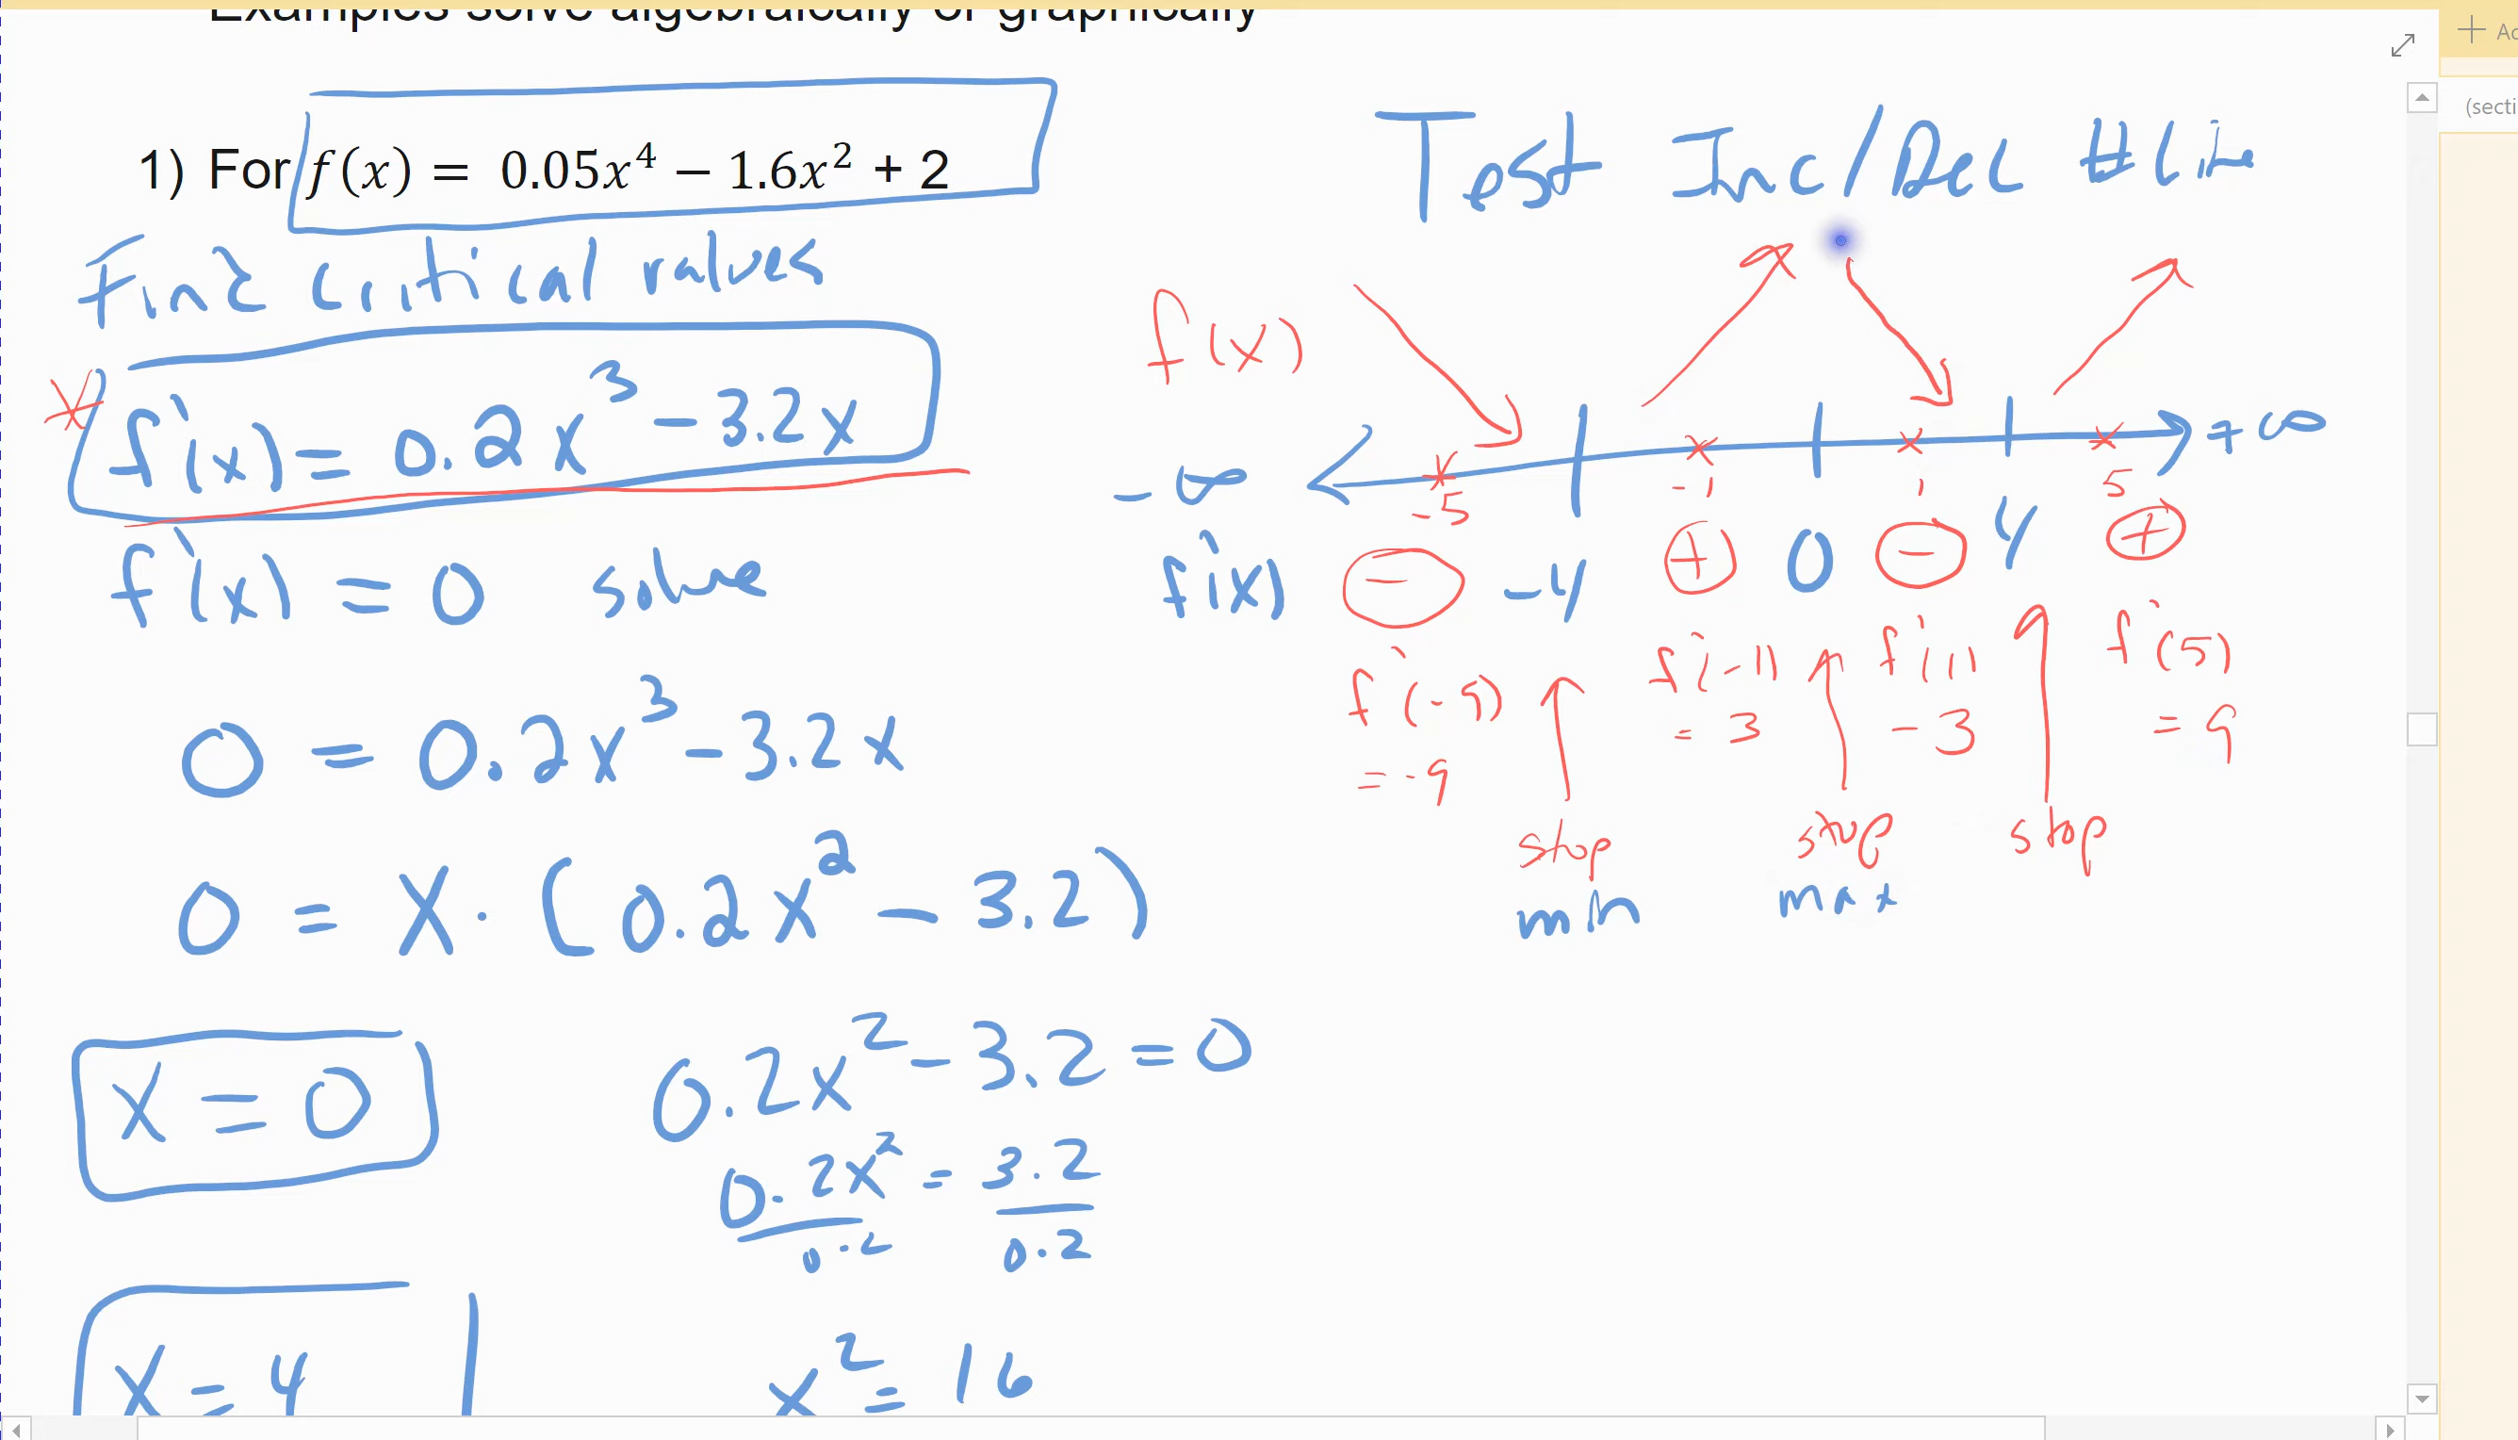 Examples solve algebraically or graphically
1) For f(x) = 0.05x⁴ − 1.6x² + 2
Find critical values
f'(x) = 0.2x³ − 3.2x
f'(x) = 0 solve
0 = 0.2x³ − 3.2x
0 = x · (0.2x² − 3.2)
x = 0
0.2x² − 3.2 = 0
0.2x² = 3.2
0.2 0.2
x = 4
x² = 16
Test Inc/Dec #line
f(x)
-∞ +∞
-5 -1 1 5
f'(x) − -4 + 0 − 4 +
f'(-5) f'(-1) f'(1) f'(5)
= -9 = 3 -3 = 9
stop stop stop
min max
(secti